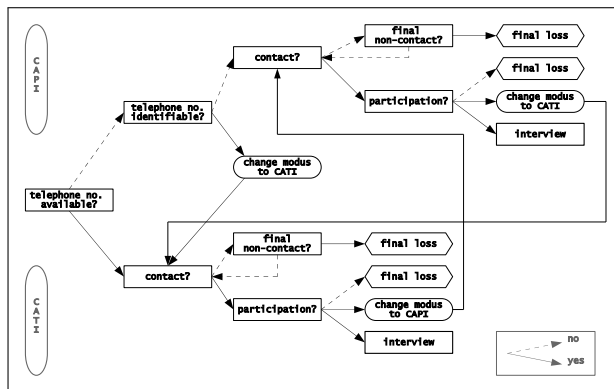 CAPI
final
non-contact?
final loss
contact?
final loss
telephone no.
identifiable?
participation?
change modus
to CATI
interview
change modus
to CATI
telephone no.
available?
final
non-contact?
final loss
contact?
final loss
CATI
participation?
change modus
to CAPI
interview
no
yes